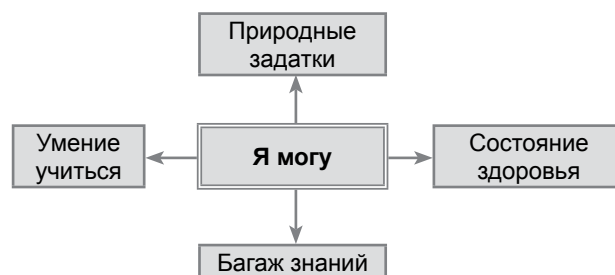 Природные
задатки
Умение
учиться
Я могу
Состояние
здоровья
Багаж знаний